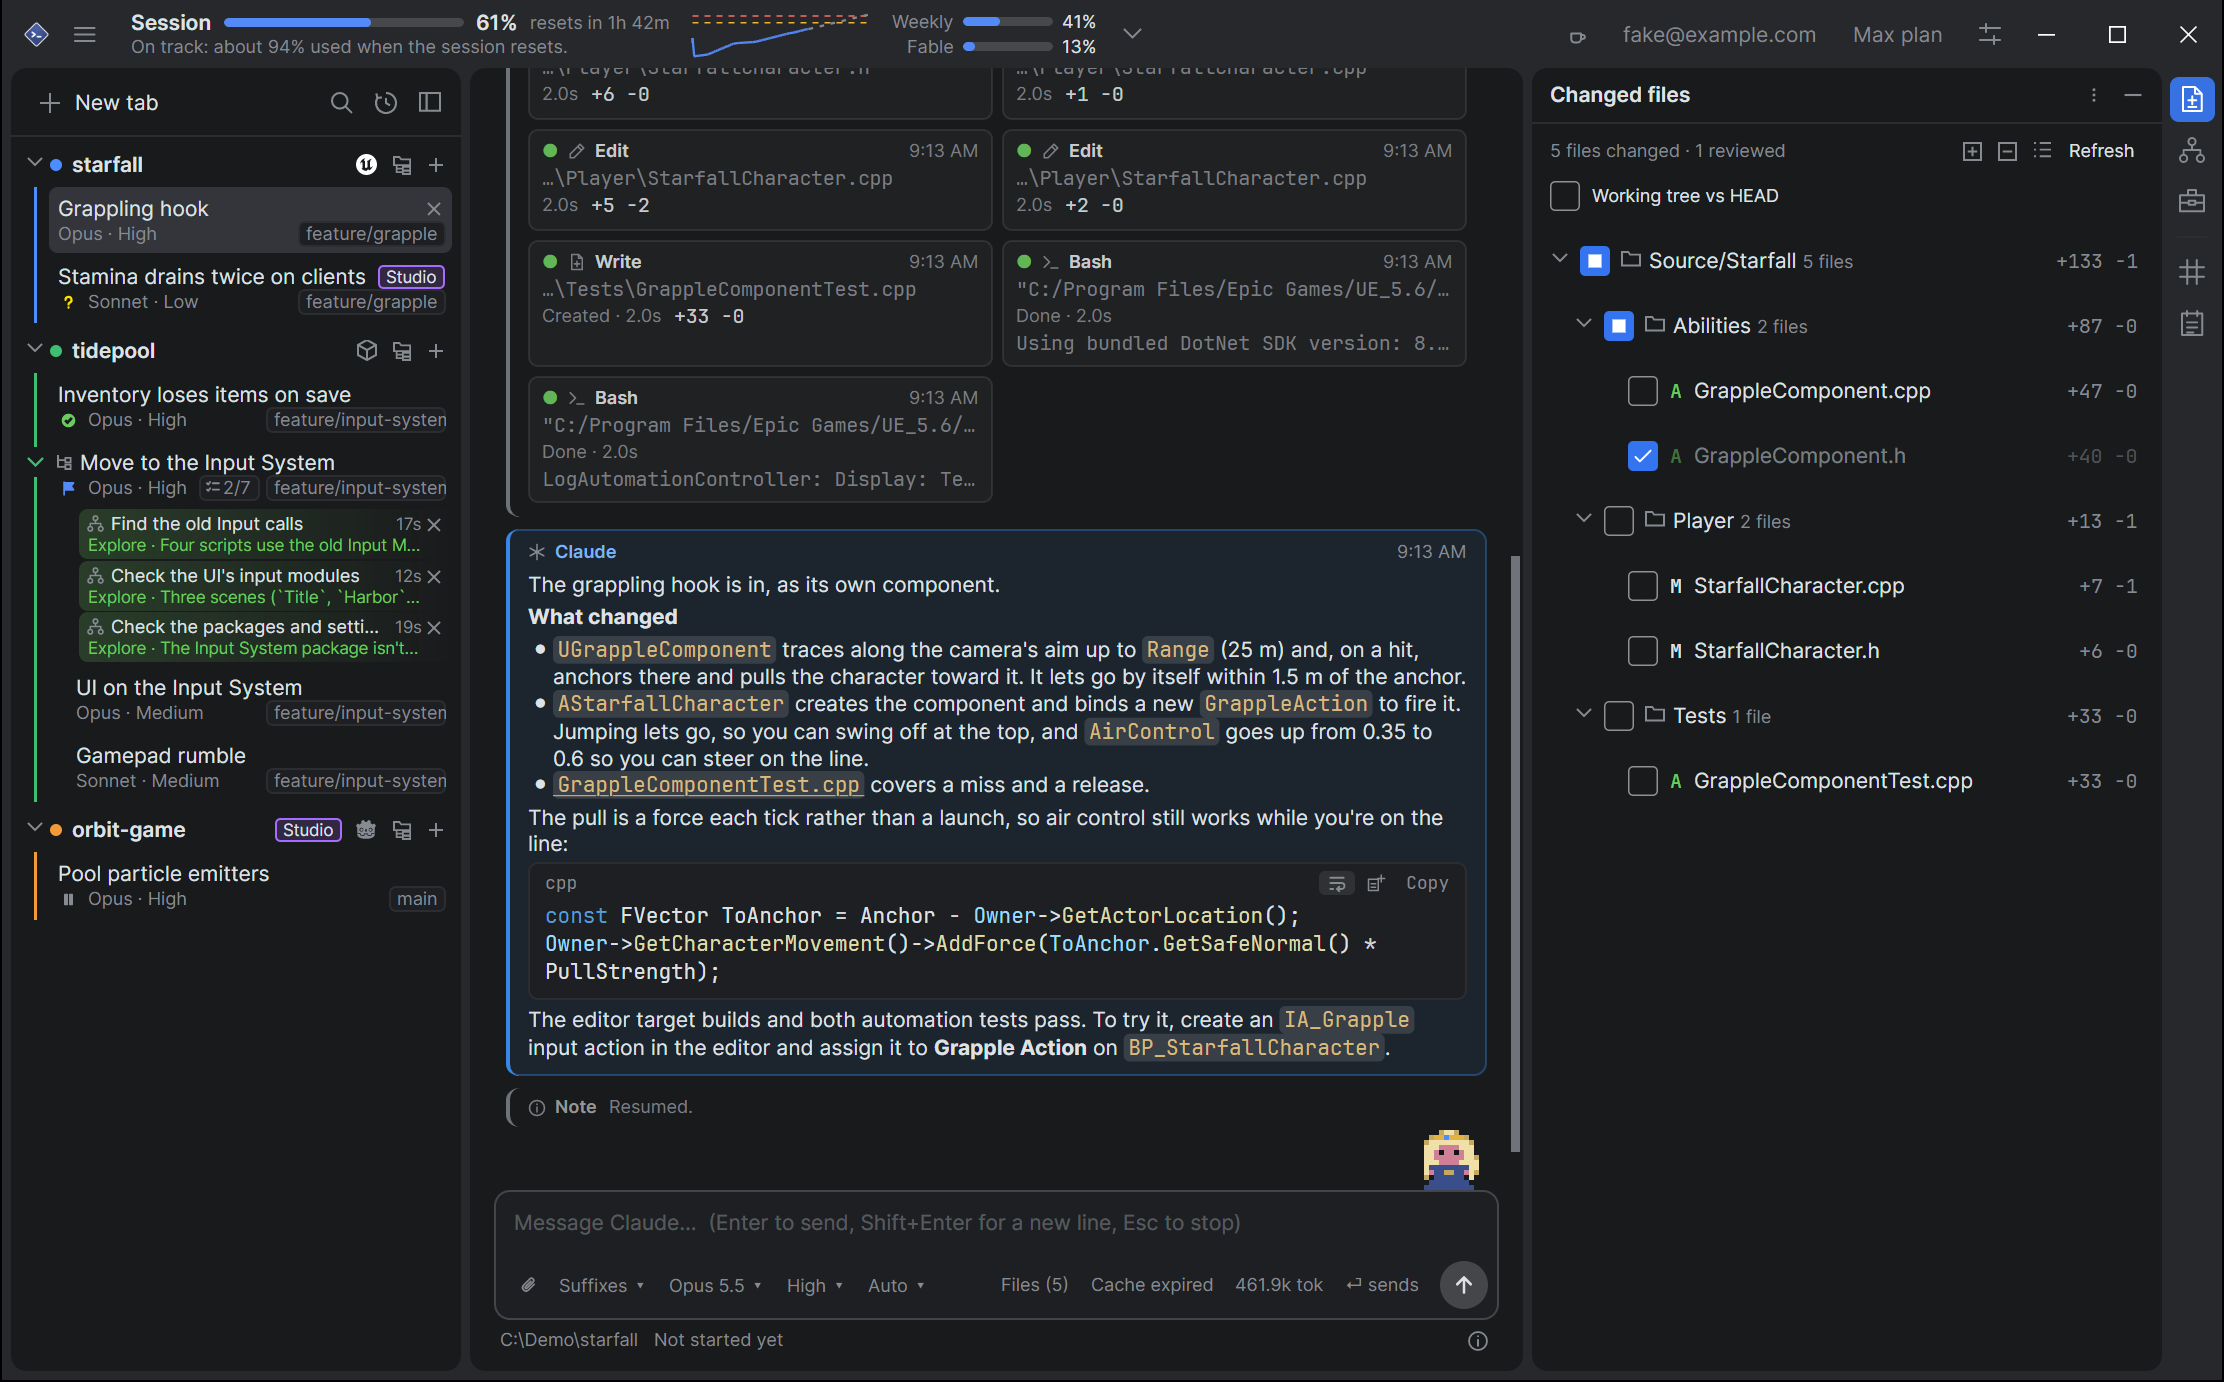 Session 61% resets in 1h 42m
On track: about 94% used when the session resets.
Weekly 41%
Fable 13%
fake@example.com Max plan
New tab
starfall
Grappling hook
Opus · High feature/grapple
Stamina drains twice on clients Studio
? Sonnet · Low feature/grapple
tidepool
Inventory loses items on save
Opus · High feature/input-system
Move to the Input System
Opus · High 2/7 feature/input-system
Find the old Input calls 17s
Explore · Four scripts use the old Input M...
Check the UI's input modules 12s
Explore · Three scenes (`Title`, `Harbor`...
Check the packages and setti... 19s
Explore · The Input System package isn't...
UI on the Input System
Opus · Medium feature/input-system
Gamepad rumble
Sonnet · Medium feature/input-system
orbit-game Studio
Pool particle emitters
Opus · High main
…\Player\StarfallCharacter.h
2.0s +6 -0
…\Player\StarfallCharacter.cpp
2.0s +1 -0
Edit 9:13 AM
…\Player\StarfallCharacter.cpp
2.0s +5 -2
Edit 9:13 AM
…\Player\StarfallCharacter.cpp
2.0s +2 -0
Write 9:13 AM
…\Tests\GrappleComponentTest.cpp
Created · 2.0s +33 -0
Bash 9:13 AM
"C:/Program Files/Epic Games/UE_5.6/…
Done · 2.0s
Using bundled DotNet SDK version: 8.…
Bash 9:13 AM
"C:/Program Files/Epic Games/UE_5.6/…
Done · 2.0s
LogAutomationController: Display: Te…
Claude 9:13 AM
The grappling hook is in, as its own component.
What changed
• UGrappleComponent traces along the camera's aim up to Range (25 m) and, on a hit,
anchors there and pulls the character toward it. It lets go by itself within 1.5 m of the anchor.
• AStarfallCharacter creates the component and binds a new GrappleAction to fire it.
Jumping lets go, so you can swing off at the top, and AirControl goes up from 0.35 to
0.6 so you can steer on the line.
• GrappleComponentTest.cpp covers a miss and a release.
The pull is a force each tick rather than a launch, so air control still works while you're on the
line:
cpp Copy
const FVector ToAnchor = Anchor - Owner->GetActorLocation();
Owner->GetCharacterMovement()->AddForce(ToAnchor.GetSafeNormal() *
PullStrength);
The editor target builds and both automation tests pass. To try it, create an IA_Grapple
input action in the editor and assign it to Grapple Action on BP_StarfallCharacter.
Note Resumed.
Message Claude... (Enter to send, Shift+Enter for a new line, Esc to stop)
Suffixes Opus 5.5 High Auto Files (5) Cache expired 461.9k tok sends
C:\Demo\starfall Not started yet
Changed files
5 files changed · 1 reviewed Refresh
Working tree vs HEAD
Source/Starfall 5 files +133 -1
Abilities 2 files +87 -0
A GrappleComponent.cpp +47 -0
A GrappleComponent.h +40 -0
Player 2 files +13 -1
M StarfallCharacter.cpp +7 -1
M StarfallCharacter.h +6 -0
Tests 1 file +33 -0
A GrappleComponentTest.cpp +33 -0